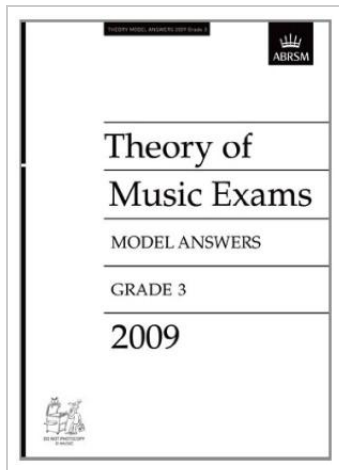 THEORY MODEL ANSWERS 2009 Grade 3
ABRSM
Theory of
Music Exams
MODEL ANSWERS
GRADE 3
2009
DO NOT PHOTOCOPY
© MUSIC